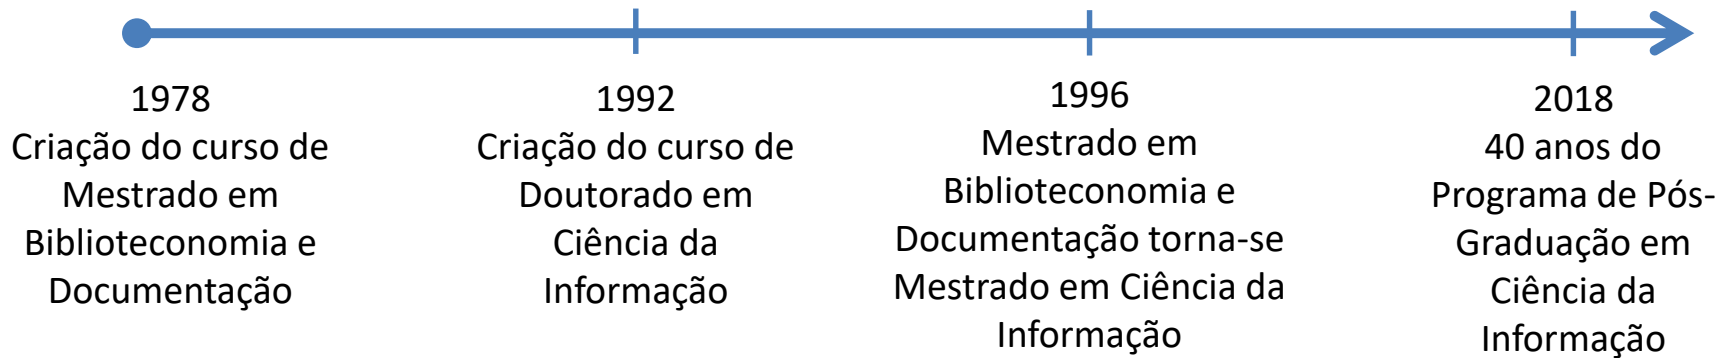 1978
Criação do curso de
Mestrado em
Biblioteconomia e
Documentação
1992
Criação do curso de
Doutorado em
Ciência da
Informação
1996
Mestrado em
Biblioteconomia e
Documentação torna-se
Mestrado em Ciência da
Informação
2018
40 anos do
Programa de Pós-
Graduação em
Ciência da
Informação